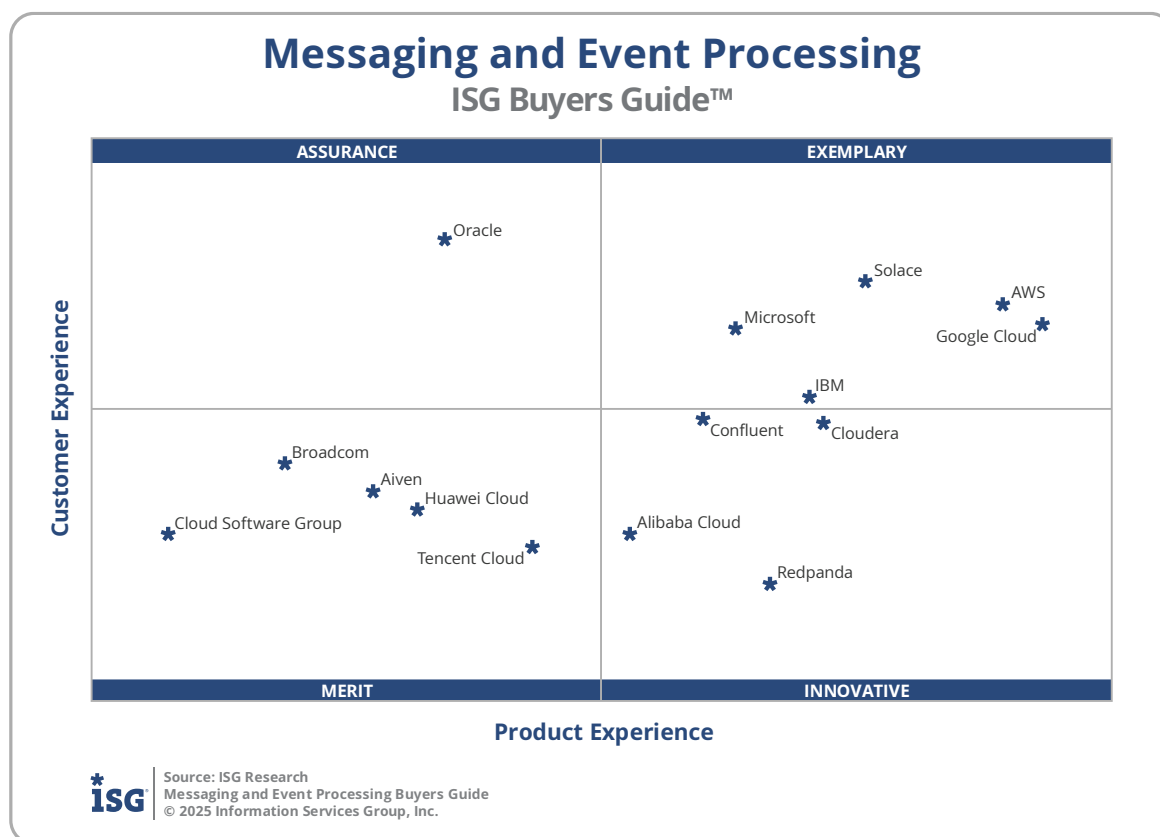 Messaging and Event Processing
ISG Buyers Guide™
ASSURANCE
EXEMPLARY
Oracle
Solace
AWS
Microsoft
Google Cloud
IBM
Confluent
Cloudera
Customer Experience
Broadcom
Aiven
Huawei Cloud
Cloud Software Group
Tencent Cloud
Alibaba Cloud
Redpanda
MERIT
INNOVATIVE
Product Experience
ISG
Source: ISG Research
Messaging and Event Processing Buyers Guide
© 2025 Information Services Group, Inc.